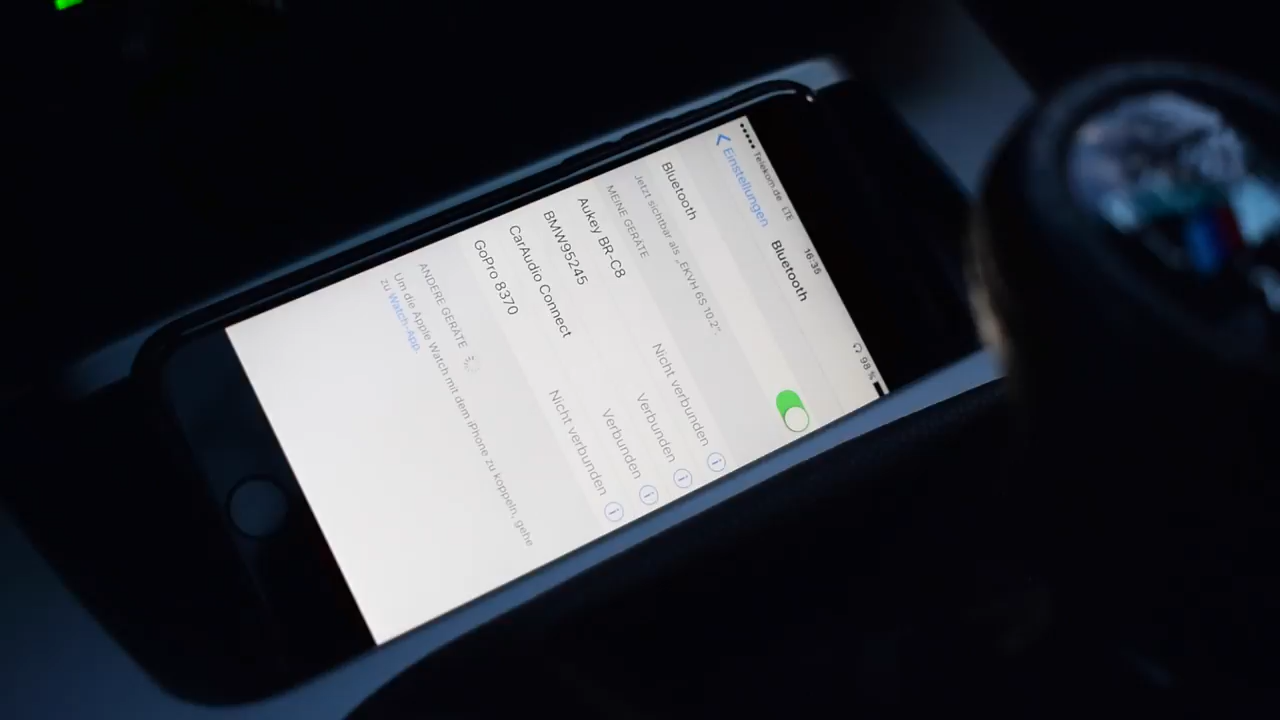 Telekom.de LTE 16:35 98 %
Einstellungen Bluetooth
Bluetooth
Jetzt sichtbar als „EKVH 6S 10.2“.
MEINE GERÄTE
Aukey BR-C8 Nicht verbunden
BMW95245 Verbunden
CarAudio Connect Verbunden
GoPro 8370 Nicht verbunden
ANDERE GERÄTE
Um die Apple Watch mit dem iPhone zu koppeln, gehe
zu Watch-App.